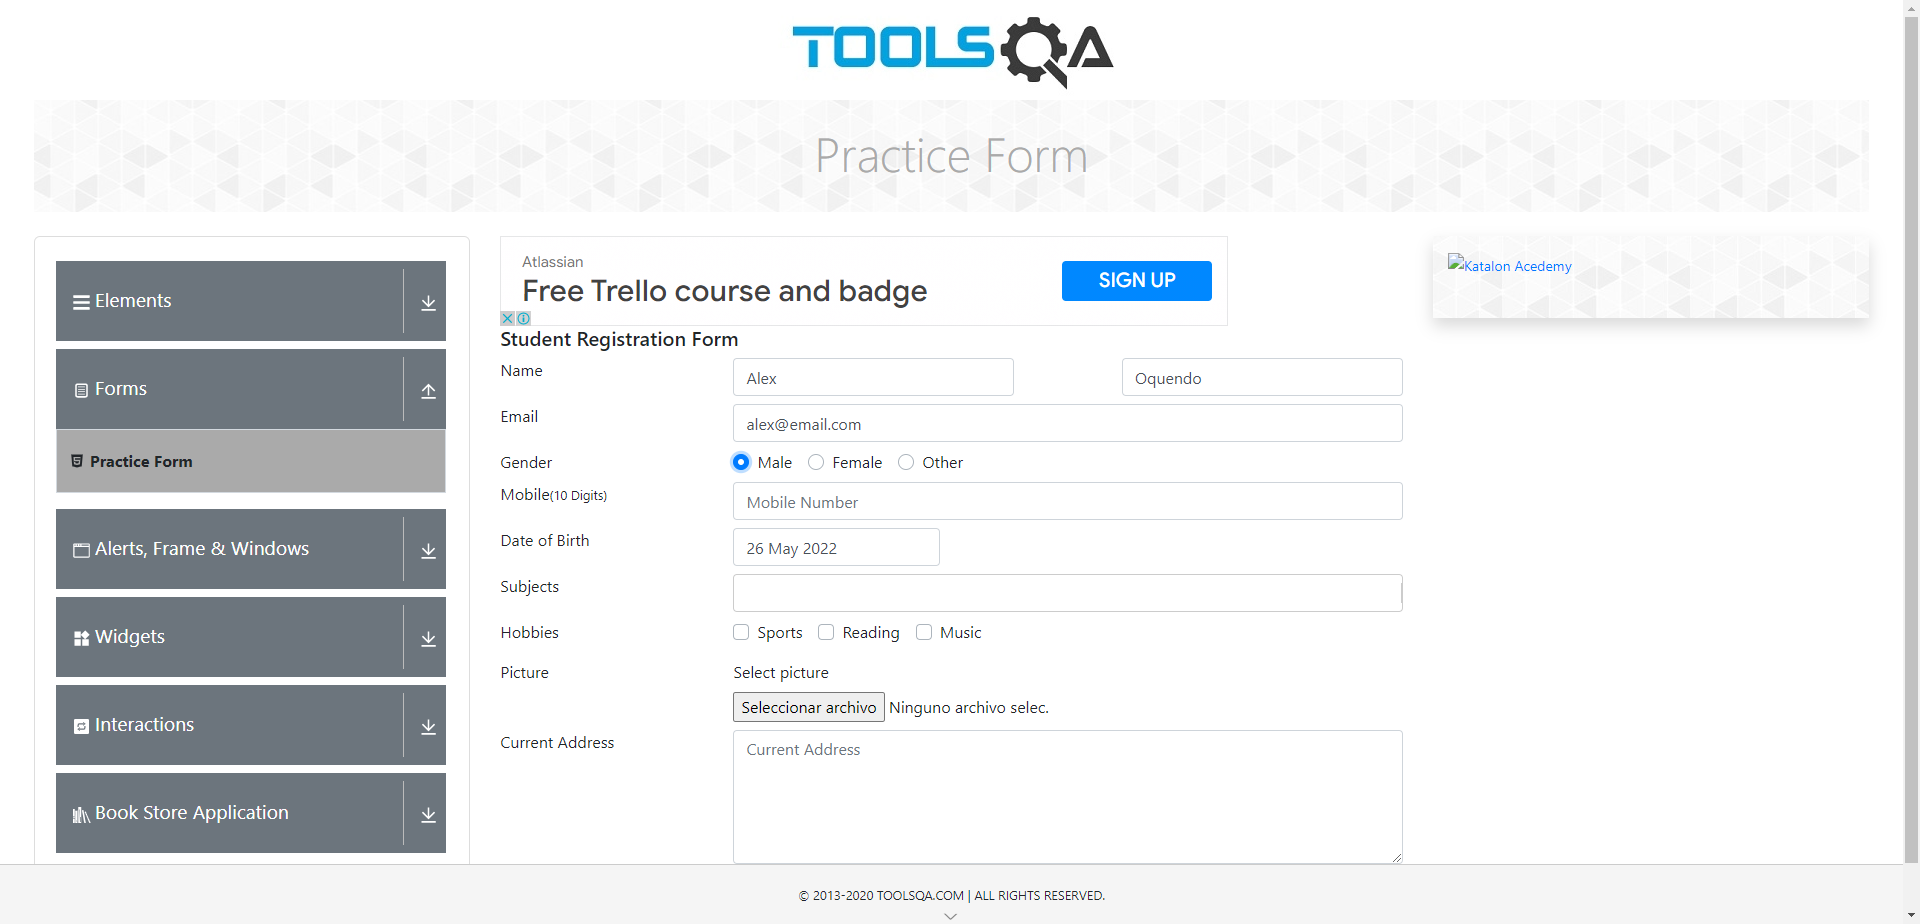 TOOLSQA
Practice Form
Elements
Forms
Practice Form
Alerts, Frame & Windows
Widgets
Interactions
Book Store Application
Atlassian
Free Trello course and badge
SIGN UP
Student Registration Form
Name Alex Oquendo
Email alex@email.com
Gender Male Female Other
Mobile(10 Digits) Mobile Number
Date of Birth 26 May 2022
Subjects
Hobbies Sports Reading Music
Picture Select picture
Seleccionar archivo Ninguno archivo selec.
Current Address Current Address
Katalon Acedemy
© 2013-2020 TOOLSQA.COM | ALL RIGHTS RESERVED.